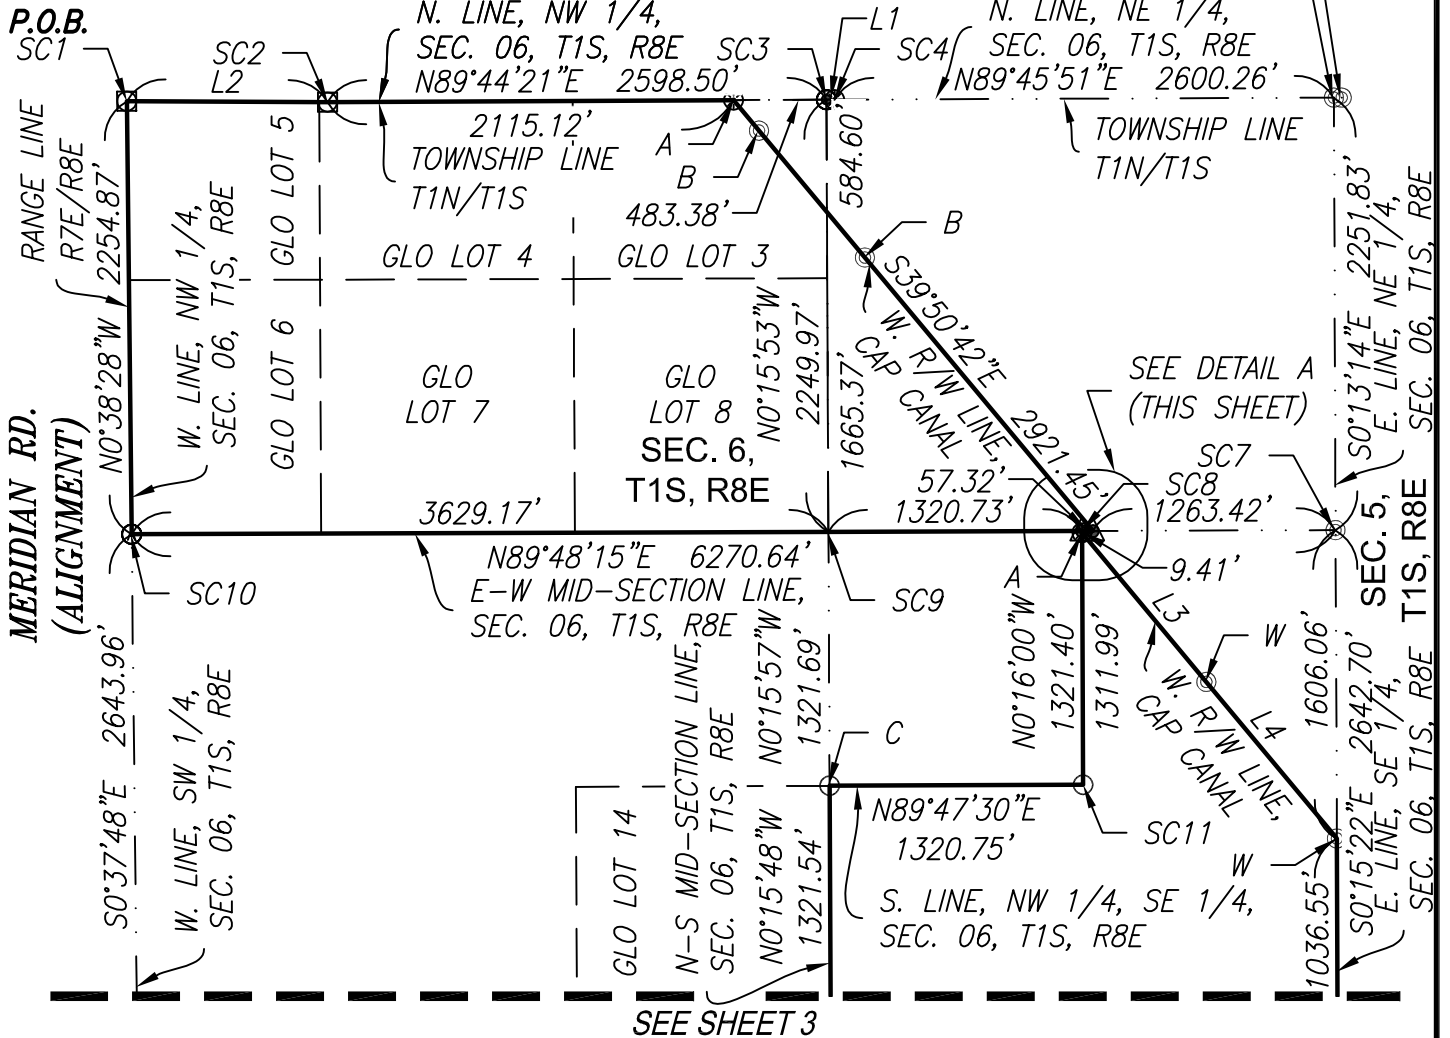 P.O.B.
SC1
SC2
L2
N. LINE, NW 1/4,
SEC. 06, T1S, R8E
N89°44'21"E 2598.50'
SC3
L1
SC4
N. LINE, NE 1/4,
SEC. 06, T1S, R8E
N89°45'51"E 2600.26'
2115.12'
TOWNSHIP LINE
T1N/T1S
A
B
483.38'
584.60'
TOWNSHIP LINE
T1N/T1S
RANGE LINE
R7E/R8E
N0°38'28"W 2254.87'
W. LINE, NW 1/4,
SEC. 06, T1S, R8E
GLO LOT 5
GLO LOT 6
GLO LOT 4
GLO LOT 3
B
S39°50'42"E 2921.45'
W. R/W LINE,
CAP CANAL
N0°15'53"W
2249.97'
1665.37'
GLO
LOT 7
GLO
LOT 8
SEC. 6,
T1S, R8E
SEE DETAIL A
(THIS SHEET)
S0°13'14"E 2251.83'
E. LINE, NE 1/4,
SEC. 06, T1S, R8E
SC7
SC8
57.32'
1320.73'
1263.42'
MERIDIAN RD.
(ALIGNMENT)
3629.17'
N89°48'15"E 6270.64'
E-W MID-SECTION LINE,
SEC. 06, T1S, R8E
SC10
SC9
A
9.41'
SEC. 5,
T1S, R8E
S0°37'48"E 2643.96'
W. LINE, SW 1/4,
SEC. 06, T1S, R8E
N-S MID-SECTION LINE,
SEC. 06, T1S, R8E
N0°15'57"W
1321.69'
N0°16'00"W
1321.40'
1311.99'
L3
W
L4
W. R/W LINE,
CAP CANAL
1606.06'
S0°15'22"E 2642.70'
E. LINE, SE 1/4,
SEC. 06, T1S, R8E
C
N89°47'30"E
1320.75'
SC11
W
GLO LOT 14
N0°15'48"W
1321.54'
S. LINE, NW 1/4, SE 1/4,
SEC. 06, T1S, R8E
1036.55'
SEE SHEET 3